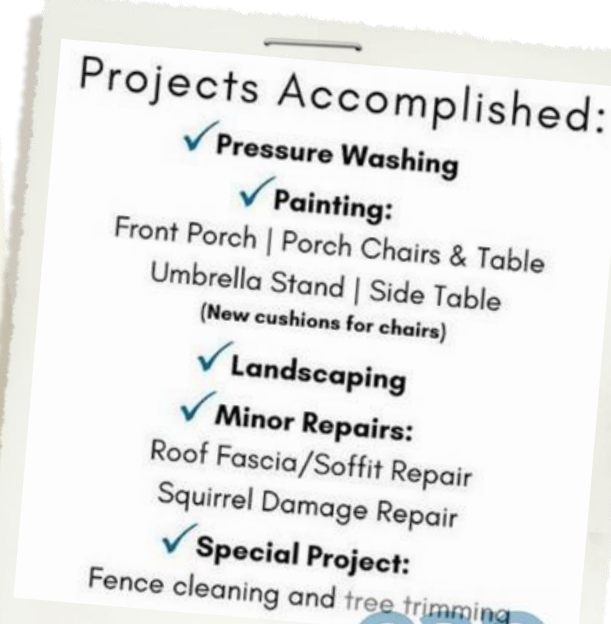 Projects Accomplished:
Pressure Washing
Painting:
Front Porch | Porch Chairs & Table
Umbrella Stand | Side Table
(New cushions for chairs)
Landscaping
Minor Repairs:
Roof Fascia/Soffit Repair
Squirrel Damage Repair
Special Project:
Fence cleaning and tree trimming